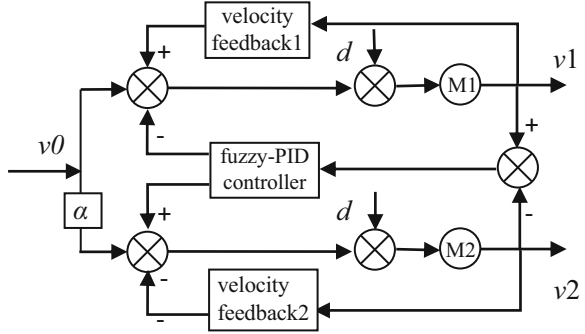 velocity
feedback1
d
v1
+
M1
v0
-
+
fuzzy-PID
controller
α
+
d
-
M2
-
velocity
feedback2
v2
-